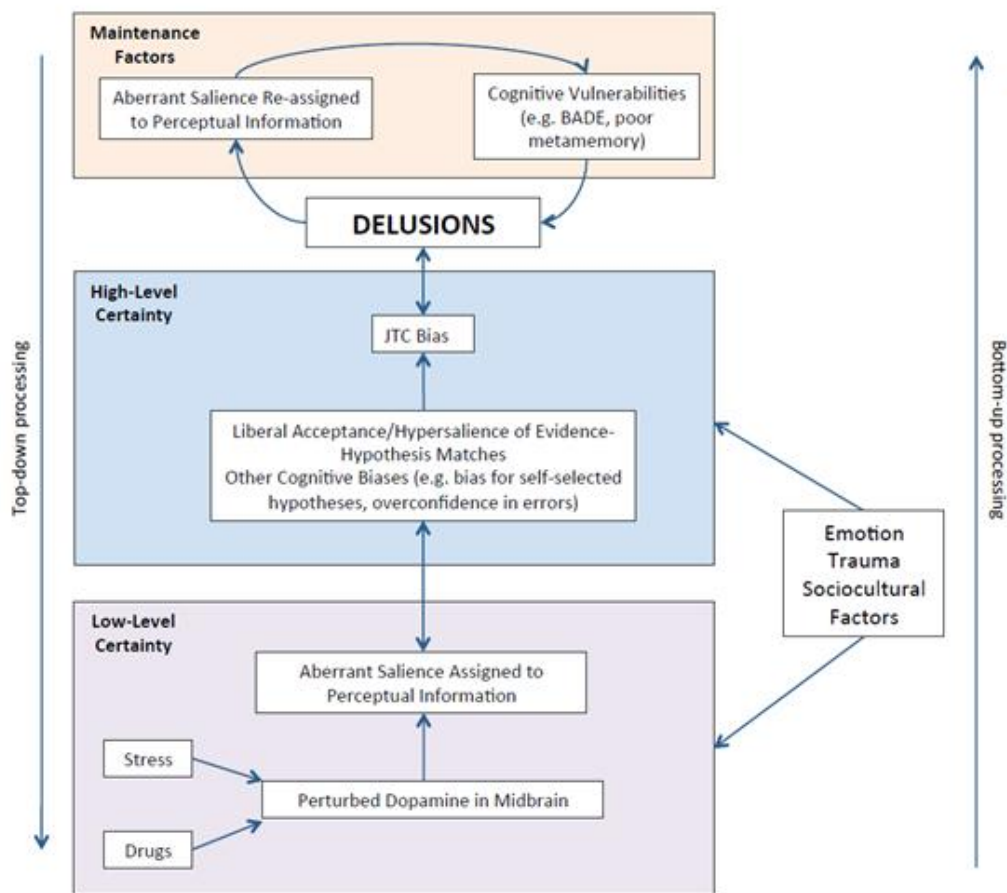 Maintenance
Factors
Aberrant Salience Re-assigned
to Perceptual Information
Cognitive Vulnerabilities
(e.g. BADE, poor
metamemory)
DELUSIONS
High-Level
Certainty
JTC Bias
Liberal Acceptance/Hypersalience of Evidence-
Hypothesis Matches
Other Cognitive Biases (e.g. bias for self-selected
hypotheses, overconfidence in errors)
Low-Level
Certainty
Aberrant Salience Assigned to
Perceptual Information
Stress
Perturbed Dopamine in Midbrain
Drugs
Emotion
Trauma
Sociocultural
Factors
Top-down processing
Bottom-up processing